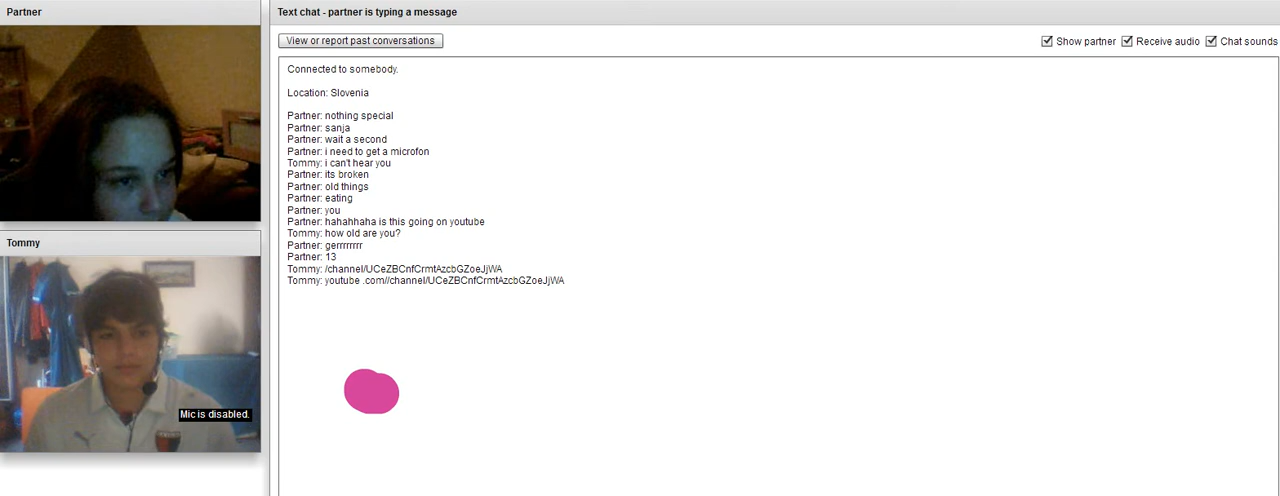 Partner
Text chat - partner is typing a message
View or report past conversations
Show partner
Receive audio
Chat sounds
Connected to somebody.
Location: Slovenia
Partner: nothing special
Partner: sanja
Partner: wait a second
Partner: i need to get a microfon
Tommy: i can't hear you
Partner: its broken
Partner: old things
Partner: eating
Partner: you
Partner: hahahhaha is this going on youtube
Tommy: how old are you?
Partner: gerrrrrrrr
Partner: 13
Tommy: /channel/UCeZBCnfCrmtAzcbGZoeJjWA
Tommy: youtube .com//channel/UCeZBCnfCrmtAzcbGZoeJjWA
Tommy
Mic is disabled.